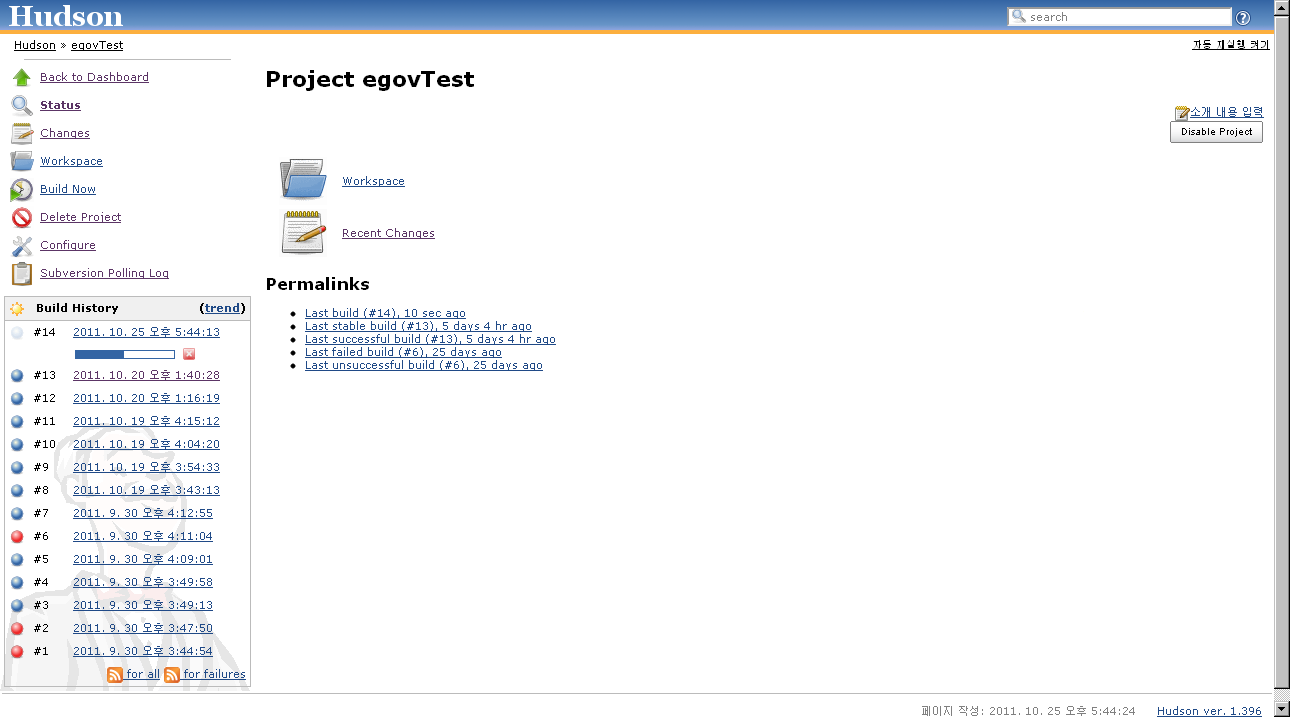 Hudson
search
Hudson » egovTest
자동 재실행 켜기
Back to Dashboard
Status
Changes
Workspace
Build Now
Delete Project
Configure
Subversion Polling Log
Build History (trend)
#14 2011. 10. 25 오후 5:44:13
#13 2011. 10. 20 오후 1:40:28
#12 2011. 10. 20 오후 1:16:19
#11 2011. 10. 19 오후 4:15:12
#10 2011. 10. 19 오후 4:04:20
#9 2011. 10. 19 오후 3:54:33
#8 2011. 10. 19 오후 3:43:13
#7 2011. 9. 30 오후 4:12:55
#6 2011. 9. 30 오후 4:11:04
#5 2011. 9. 30 오후 4:09:01
#4 2011. 9. 30 오후 3:49:58
#3 2011. 9. 30 오후 3:49:13
#2 2011. 9. 30 오후 3:47:50
#1 2011. 9. 30 오후 3:44:54
for all for failures
Project egovTest
소개 내용 입력
Disable Project
Workspace
Recent Changes
Permalinks
Last build (#14), 10 sec ago
Last stable build (#13), 5 days 4 hr ago
Last successful build (#13), 5 days 4 hr ago
Last failed build (#6), 25 days ago
Last unsuccessful build (#6), 25 days ago
페이지 작성: 2011. 10. 25 오후 5:44:24 Hudson ver. 1.396